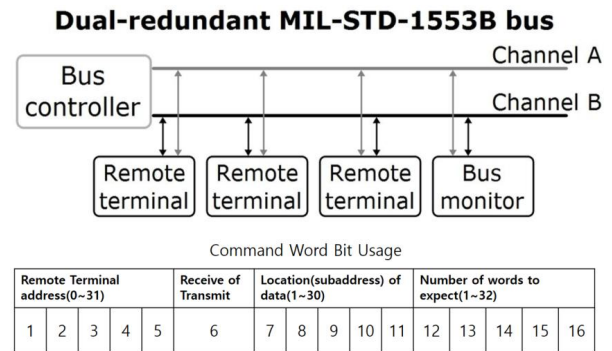 Dual-redundant MIL-STD-1553B bus
Channel A
Bus
controller
Channel B
Remote
terminal
Remote
terminal
Remote
terminal
Bus
monitor
Command Word Bit Usage
Remote Terminal
address(0~31)
Receive of
Transmit
Location(subaddress) of
data(1~30)
Number of words to
expect(1~32)
1 2 3 4 5 6 7 8 9 10 11 12 13 14 15 16